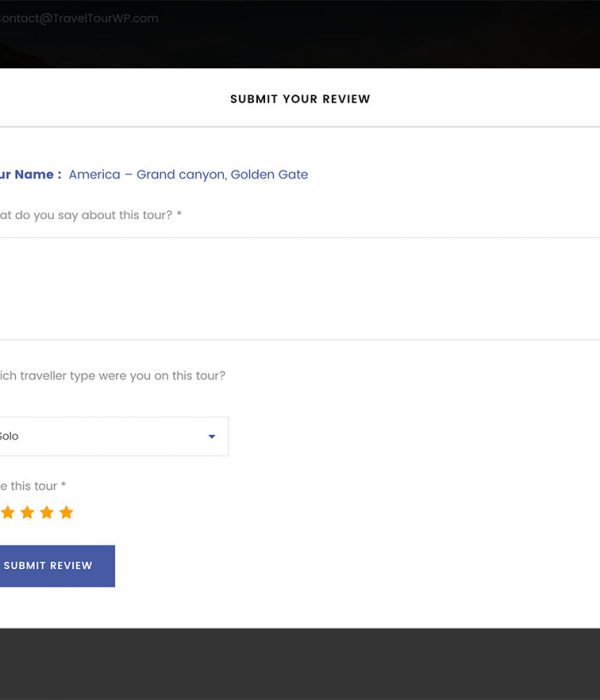 Contact@TravelTourWP.com
SUBMIT YOUR REVIEW
ur Name : America – Grand canyon, Golden Gate
at do you say about this tour? *
ich traveller type were you on this tour?
Solo
e this tour *
SUBMIT REVIEW